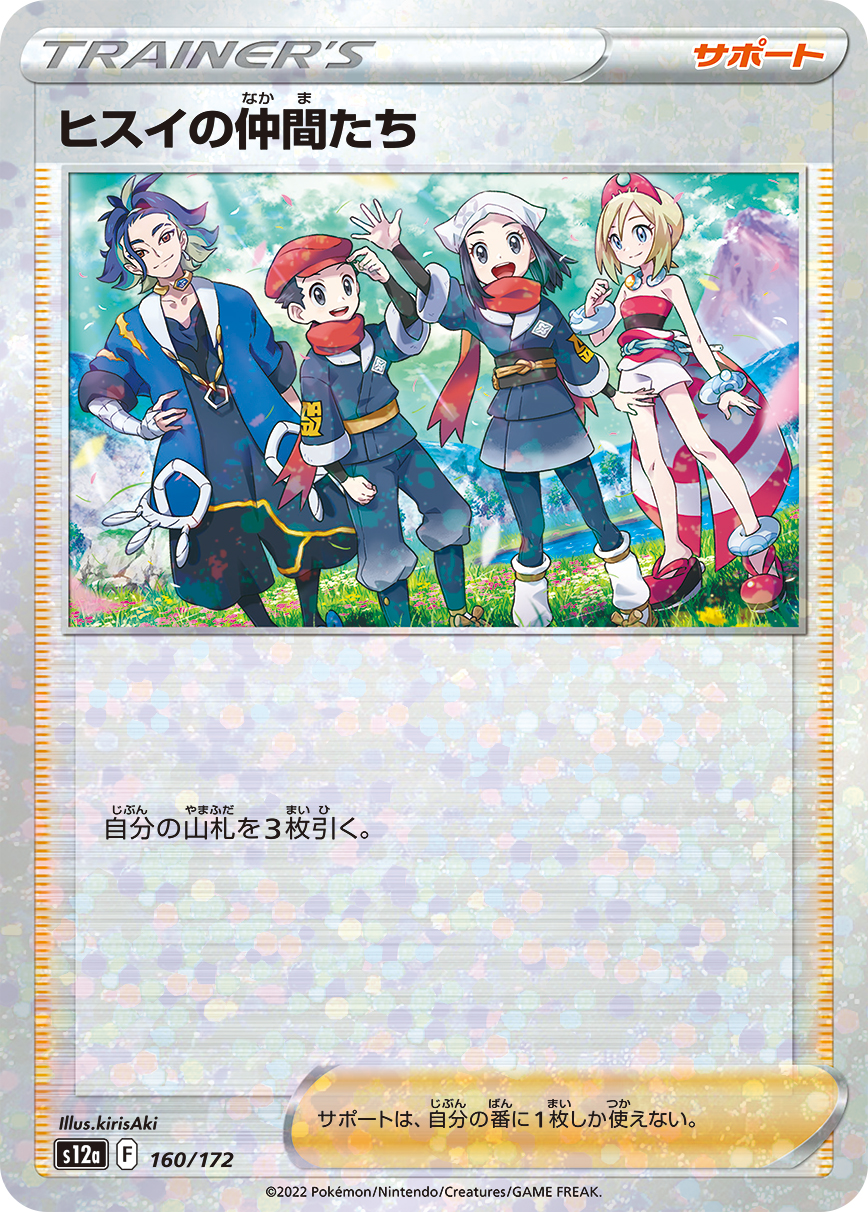 TRAINER'S サポート
なかま
ヒスイの仲間たち
じぶん やまふだ まい ひ
自分の山札を3枚引く。
じぶん ばん まい つか
サポートは、自分の番に1枚しか使えない。
Illus.kirisAki
s12a F 160/172
©2022 Pokémon/Nintendo/Creatures/GAME FREAK.